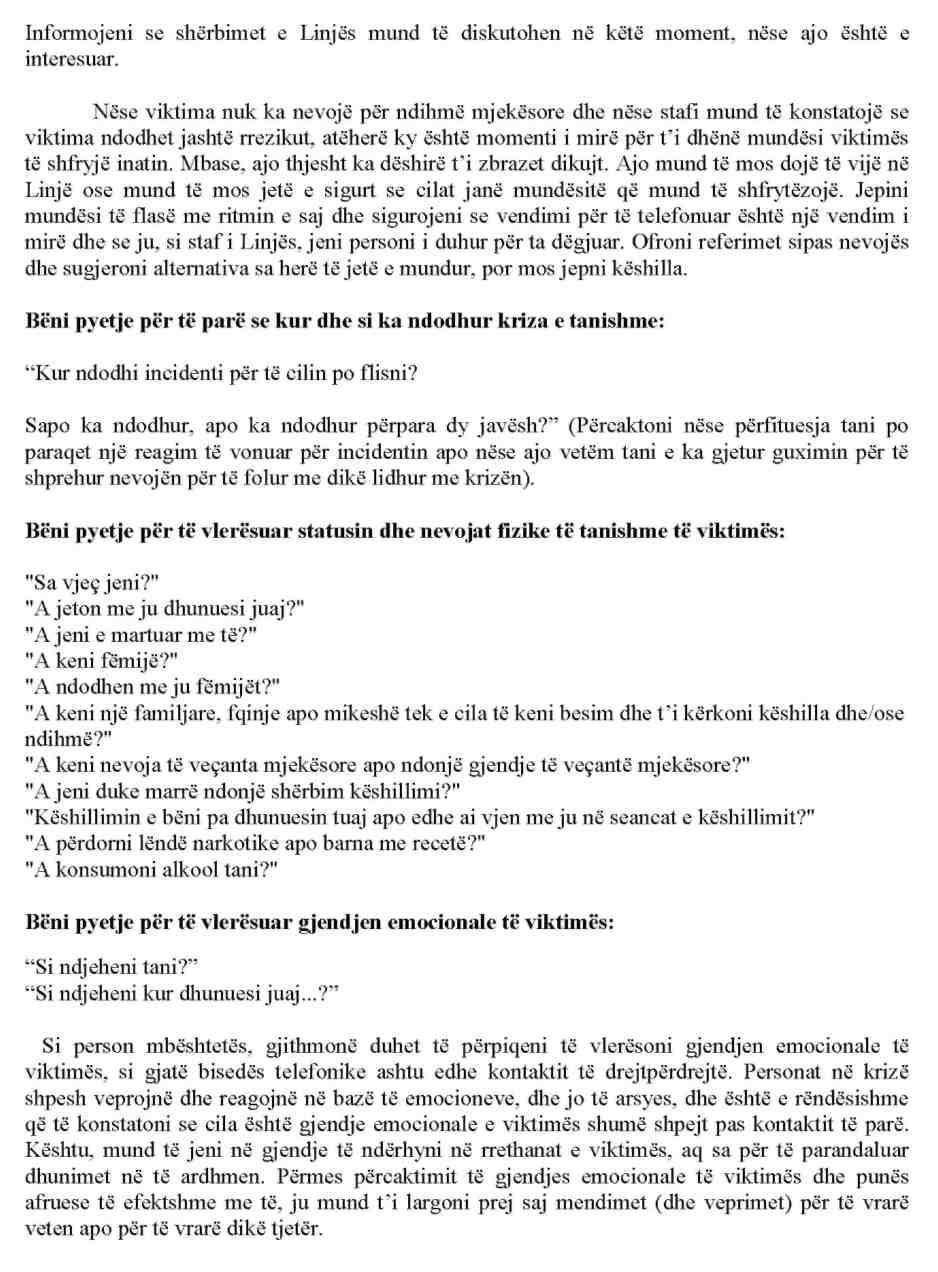 Informojeni se shërbimet e Linjës mund të diskutohen në këtë moment, nëse ajo është e
interesuar.
Nëse viktima nuk ka nevojë për ndihmë mjekësore dhe nëse stafi mund të konstatojë se
viktima ndodhet jashtë rrezikut, atëherë ky është momenti i mirë për t’i dhënë mundësi viktimës
të shfryjë inatin. Mbase, ajo thjesht ka dëshirë t’i zbrazet dikujt. Ajo mund të mos dojë të vijë në
Linjë ose mund të mos jetë e sigurt se cilat janë mundësitë që mund të shfrytëzojë. Jepini
mundësi të flasë me ritmin e saj dhe sigurojeni se vendimi për të telefonuar është një vendim i
mirë dhe se ju, si staf i Linjës, jeni personi i duhur për ta dëgjuar. Ofroni referimet sipas nevojës
dhe sugjeroni alternativa sa herë të jetë e mundur, por mos jepni këshilla.
Bëni pyetje për të parë se kur dhe si ka ndodhur kriza e tanishme:
“Kur ndodhi incidenti për të cilin po flisni?
Sapo ka ndodhur, apo ka ndodhur përpara dy javësh?” (Përcaktoni nëse përfituesja tani po
paraqet një reagim të vonuar për incidentin apo nëse ajo vetëm tani e ka gjetur guximin për të
shprehur nevojën për të folur me dikë lidhur me krizën).
Bëni pyetje për të vlerësuar statusin dhe nevojat fizike të tanishme të viktimës:
"Sa vjeç jeni?"
"A jeton me ju dhunuesi juaj?"
"A jeni e martuar me të?"
"A keni fëmijë?"
"A ndodhen me ju fëmijët?"
"A keni një familjare, fqinje apo mikeshë tek e cila të keni besim dhe t’i kërkoni këshilla dhe/ose
ndihmë?"
"A keni nevoja të veçanta mjekësore apo ndonjë gjendje të veçantë mjekësore?"
"A jeni duke marrë ndonjë shërbim këshillimi?"
"Këshillimin e bëni pa dhunuesin tuaj apo edhe ai vjen me ju në seancat e këshillimit?"
"A përdorni lëndë narkotike apo barna me recetë?"
"A konsumoni alkool tani?"
Bëni pyetje për të vlerësuar gjendjen emocionale të viktimës:
“Si ndjeheni tani?”
“Si ndjeheni kur dhunuesi juaj...?”
Si person mbështetës, gjithmonë duhet të përpiqeni të vlerësoni gjendjen emocionale të
viktimës, si gjatë bisedës telefonike ashtu edhe kontaktit të drejtpërdrejtë. Personat në krizë
shpesh veprojnë dhe reagojnë në bazë të emocioneve, dhe jo të arsyes, dhe është e rëndësishme
që të konstatoni se cila është gjendje emocionale e viktimës shumë shpejt pas kontaktit të parë.
Kështu, mund të jeni në gjendje të ndërhyni në rrethanat e viktimës, aq sa për të parandaluar
dhunimet në të ardhmen. Përmes përcaktimit të gjendjes emocionale të viktimës dhe punës
afruese të efektshme me të, ju mund t’i largoni prej saj mendimet (dhe veprimet) për të vrarë
veten apo për të vrarë dikë tjetër.